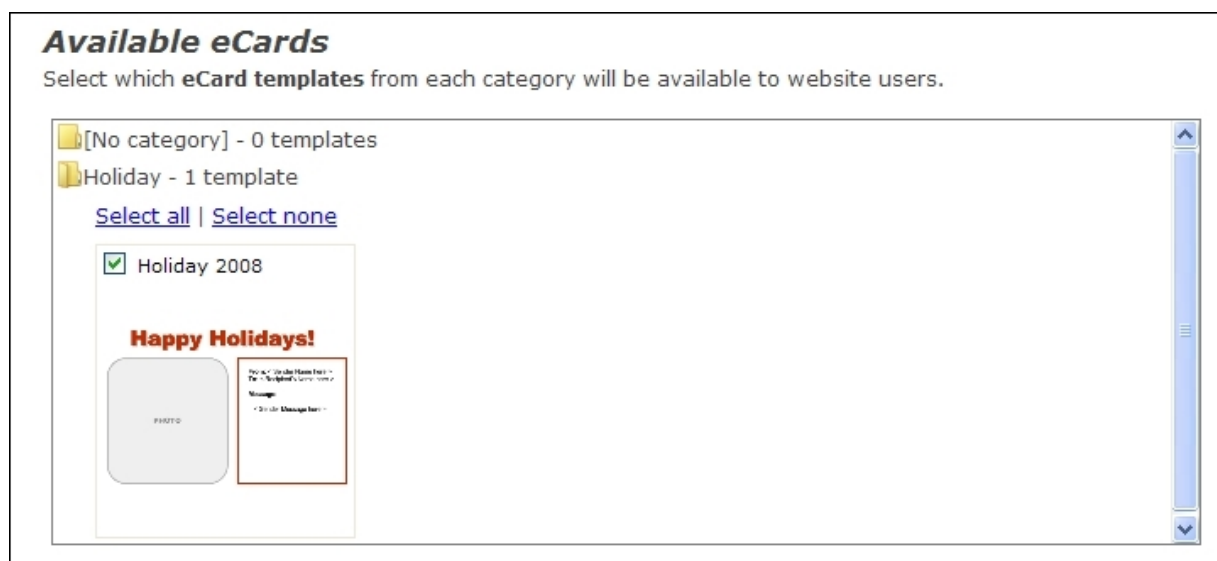 Available eCards
Select which eCard templates from each category will be available to website users.
[No category] - 0 templates
Holiday - 1 template
Select all | Select none
Holiday 2008
Happy Holidays!
PHOTO
Message